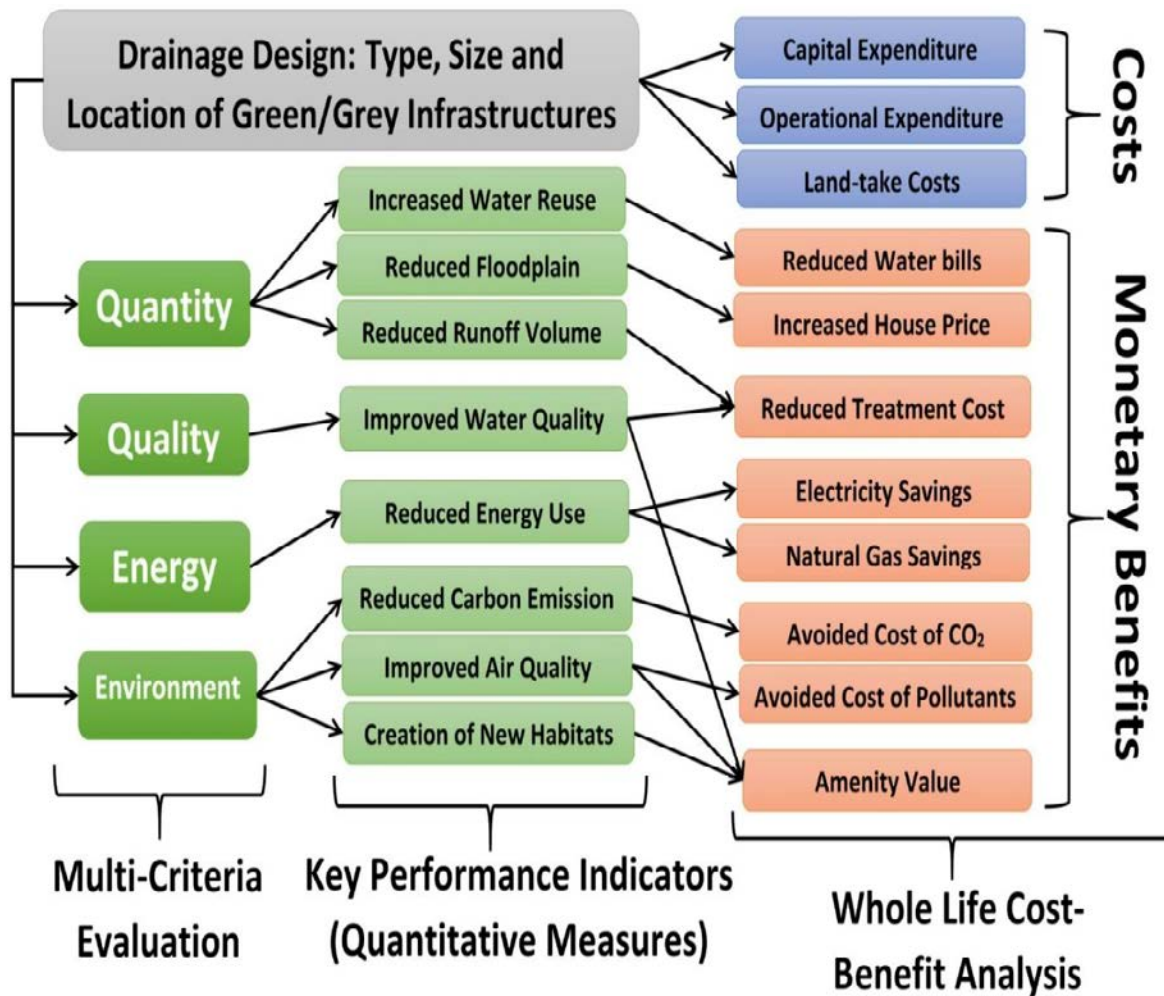 Drainage Design: Type, Size and
Location of Green/Grey Infrastructures
Capital Expenditure
Operational Expenditure
Land-take Costs
Costs
Quantity
Quality
Energy
Environment
Increased Water Reuse
Reduced Floodplain
Reduced Runoff Volume
Improved Water Quality
Reduced Energy Use
Reduced Carbon Emission
Improved Air Quality
Creation of New Habitats
Reduced Water bills
Increased House Price
Reduced Treatment Cost
Electricity Savings
Natural Gas Savings
Avoided Cost of CO₂
Avoided Cost of Pollutants
Amenity Value
Monetary Benefits
Multi-Criteria
Evaluation
Key Performance Indicators
(Quantitative Measures)
Whole Life Cost-
Benefit Analysis